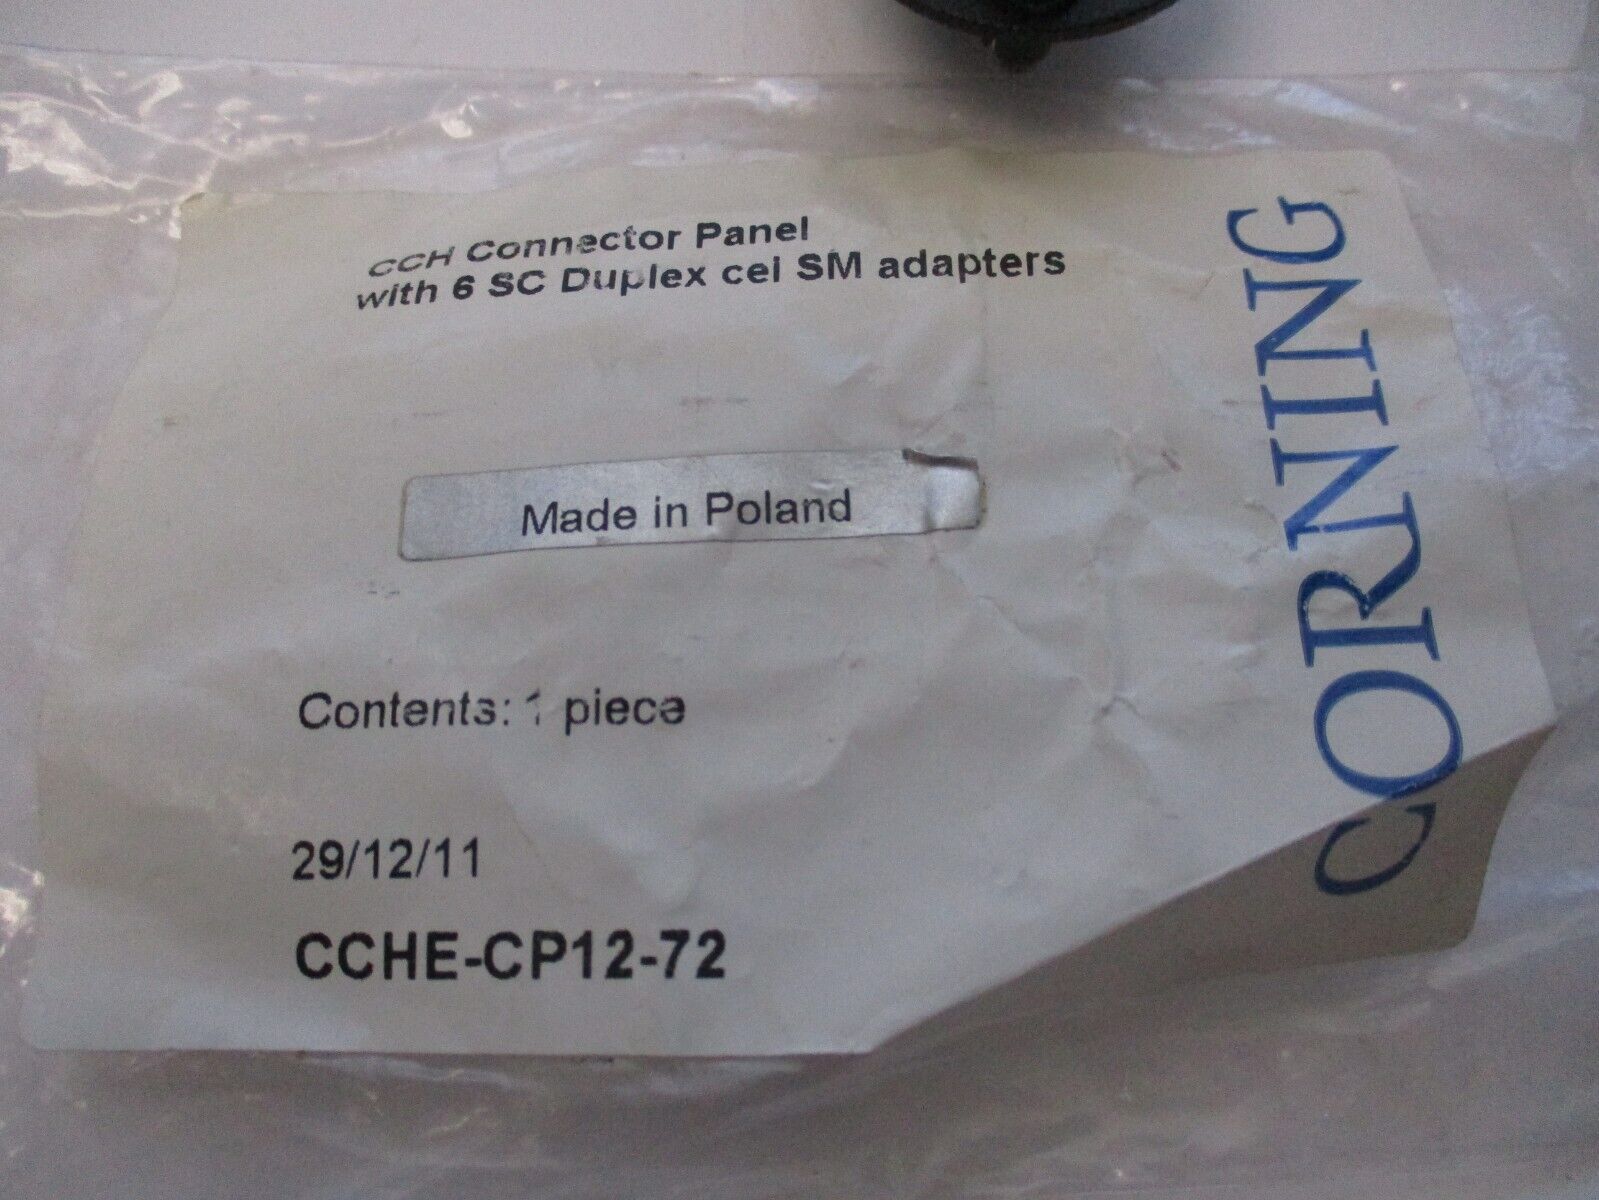 CCH Connector Panel
with 6 SC Duplex cei SM adapters
Made in Poland
Contents: 1 piece
29/12/11
CCHE-CP12-72
CORNING